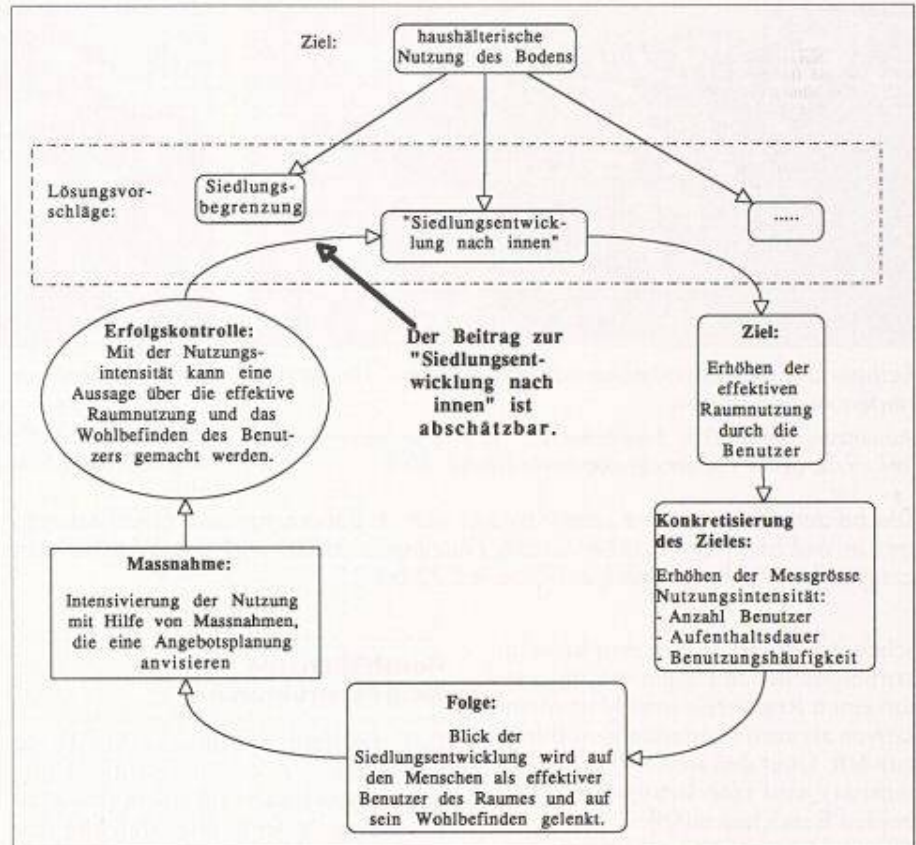 Ziel:
haushälterische
Nutzung des Bodens
Lösungsvor-
schläge:
Siedlungs-
begrenzung
"Siedlungsentwick-
lung nach innen"
.....
Erfolgskontrolle:
Mit der Nutzungs-
intensität kann eine
Aussage über die effektive
Raumnutzung und das
Wohlbefinden des Benut-
zers gemacht werden.
Der Beitrag zur
"Siedlungsent-
wicklung nach
innen" ist
abschätzbar.
Ziel:
Erhöhen der
effektiven
Raumnutzung
durch die
Benutzer
Konkretisierung
des Zieles:
Erhöhen der Messgrösse
Nutzungsintensität:
- Anzahl Benutzer
- Aufenthaltsdauer
- Benutzungshäufigkeit
Massnahme:
Intensivierung der Nutzung
mit Hilfe von Massnahmen,
die eine Angebotsplanung
anvisieren
Folge:
Blick der
Siedlungsentwicklung wird auf
den Menschen als effektiver
Benutzer des Raumes und auf
sein Wohlbefinden gelenkt.